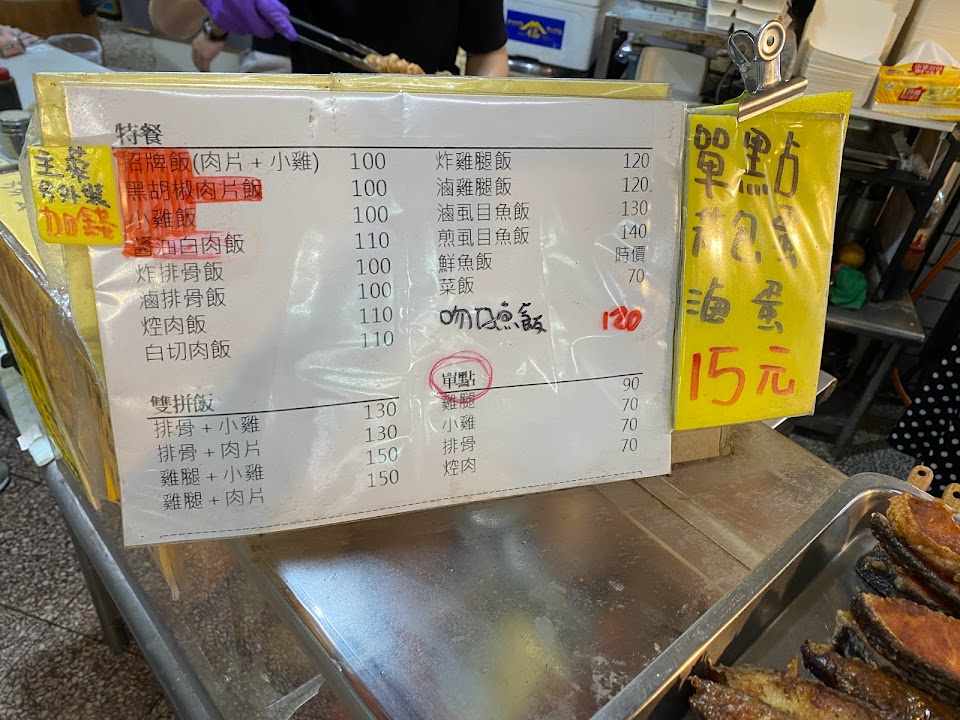 特餐
招牌飯(肉片 + 小雞) 100
黑胡椒肉片飯 100
小雞飯 100
醬油白肉飯 110
炸排骨飯 100
滷排骨飯 100
焢肉飯 110
白切肉飯 110
雙拼飯
排骨 + 小雞 130
排骨 + 肉片 130
雞腿 + 小雞 150
雞腿 + 肉片 150
炸雞腿飯 120
滷雞腿飯 120
滷虱目魚飯 130
煎虱目魚飯 140
鮮魚飯 時價
菜飯 70
吻口魚飯 120
單點
雞腿 90
小雞 70
排骨 70
焢肉 70
主菜
另外裝
加錢
單點
荷包蛋
滷蛋
15元